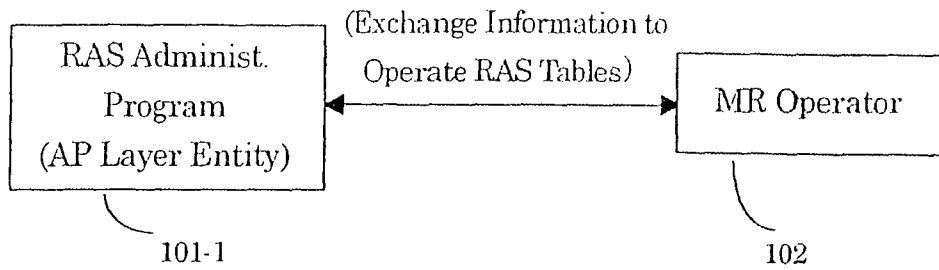 (Exchange Information to
Operate RAS Tables)
RAS Administ.
Program
(AP Layer Entity)
MR Operator
101-1
102